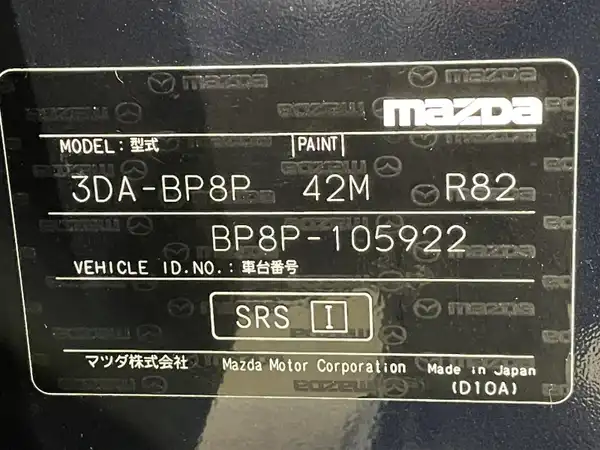 mazda
MODEL:型式 PAINT
3DA-BP8P 42M R82
BP8P-105922
VEHICLE ID.NO.:車台番号
SRS I
マツダ株式会社 Mazda Motor Corporation Made in Japan
(D10A)